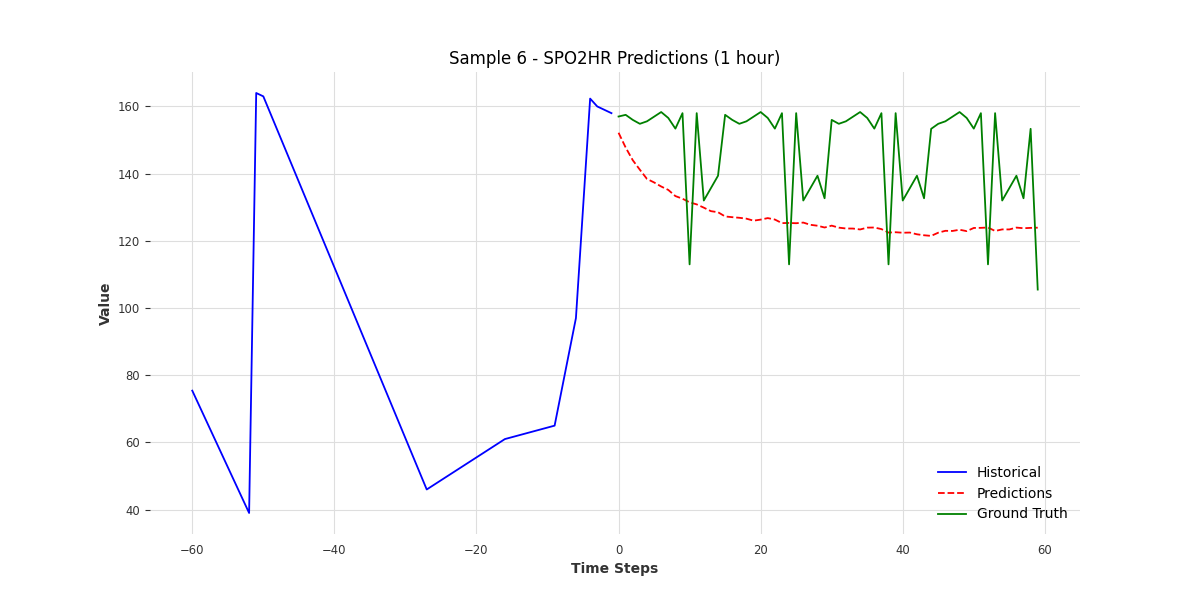 Sample 6 - SPO2HR Predictions (1 hour)
Value
160
140
120
100
80
60
40
Historical
Predictions
Ground Truth
−60
−40
−20
0
20
40
60
Time Steps